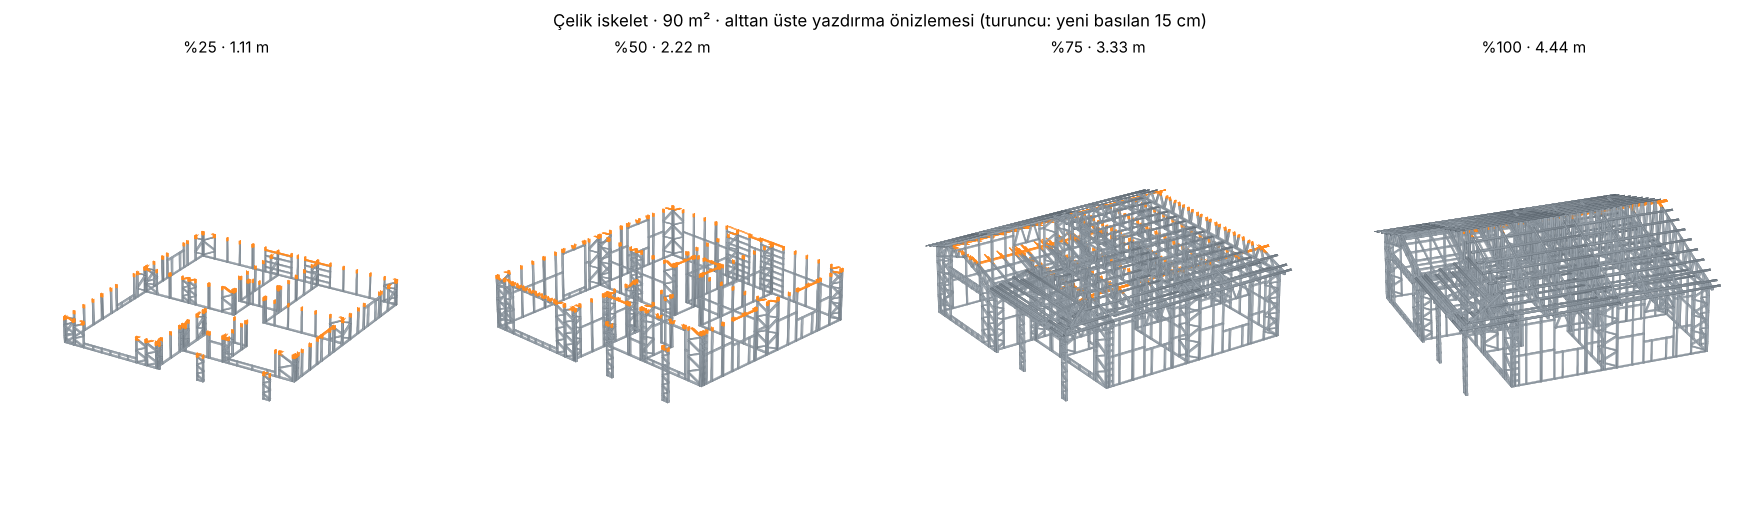 Çelik iskelet · 90 m² · alttan üste yazdırma önizlemesi (turuncu: yeni basılan 15 cm)
%25 · 1.11 m
%50 · 2.22 m
%75 · 3.33 m
%100 · 4.44 m